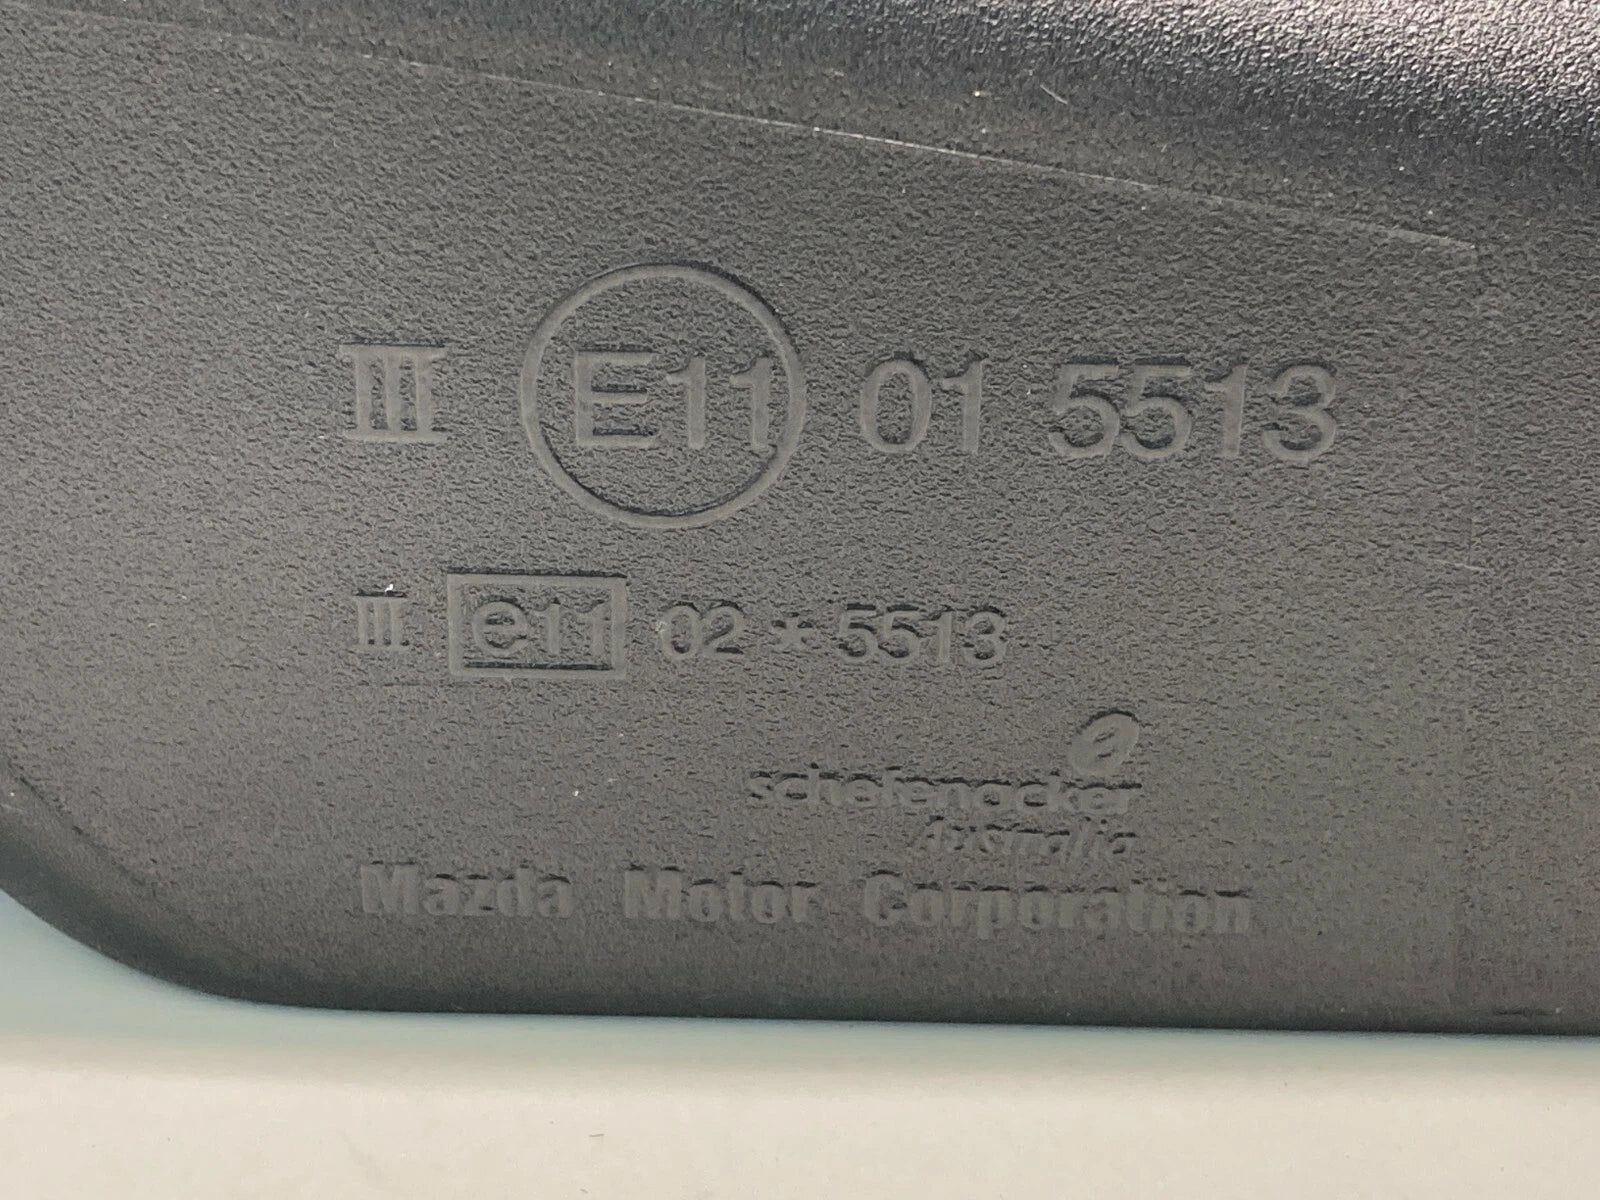 III E11 01 5513
III e11 02 * 5513
schefenacker
Australia
Mazda Motor Corporation